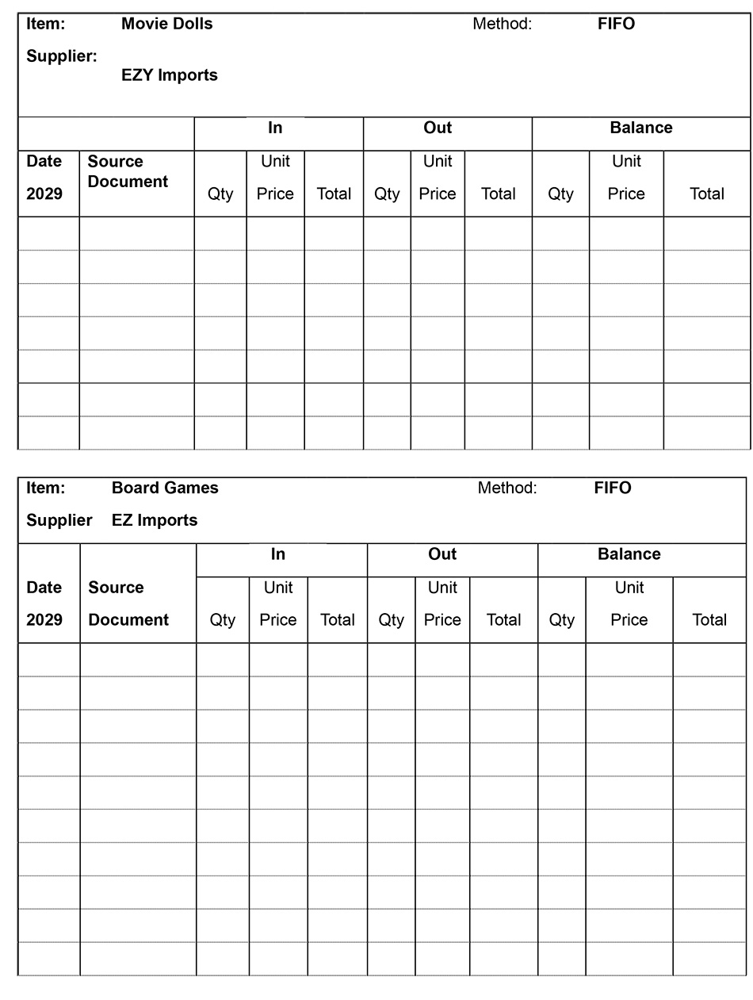 Item: Movie Dolls Method: FIFO
Supplier:
EZY Imports
In Out Balance
Date Source Unit Unit Unit
Document
2029 Qty Price Total Qty Price Total Qty Price Total
Item: Board Games Method: FIFO
Supplier EZ Imports
In Out Balance
Date Source Unit Unit Unit
2029 Document Qty Price Total Qty Price Total Qty Price Total